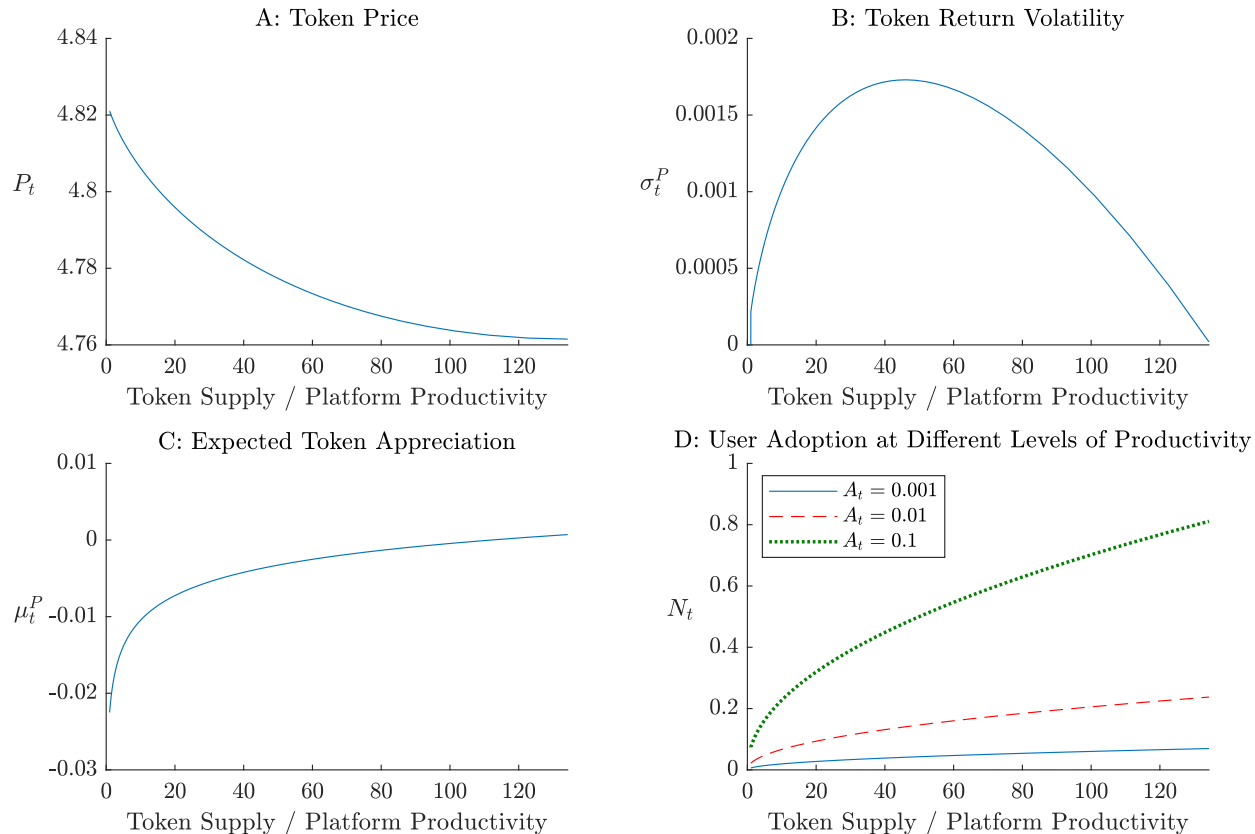 A: Token Price
4.84
4.82
4.8
4.78
4.76
P_t
0 20 40 60 80 100 120
Token Supply / Platform Productivity
B: Token Return Volatility
0.002
0.0015
0.001
0.0005
0
σ_t^P
0 20 40 60 80 100 120
Token Supply / Platform Productivity
C: Expected Token Appreciation
0.01
0
-0.01
-0.02
-0.03
μ_t^P
0 20 40 60 80 100 120
Token Supply / Platform Productivity
D: User Adoption at Different Levels of Productivity
1
0.8
0.6
0.4
0.2
0
N_t
A_t = 0.001
A_t = 0.01
A_t = 0.1
0 20 40 60 80 100 120
Token Supply / Platform Productivity